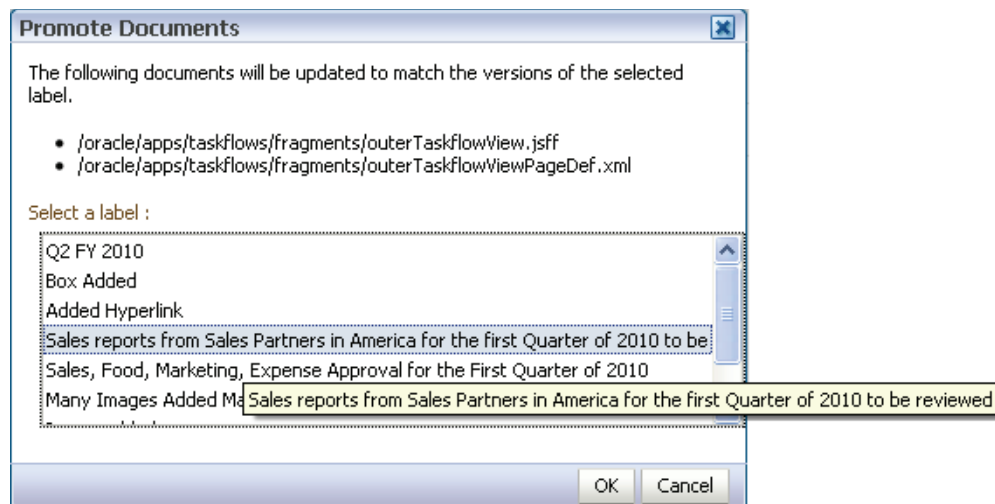 Promote Documents
The following documents will be updated to match the versions of the selected
label.
• /oracle/apps/taskflows/fragments/outerTaskflowView.jsff
• /oracle/apps/taskflows/fragments/outerTaskflowViewPageDef.xml
Select a label :
Q2 FY 2010
Box Added
Added Hyperlink
Sales reports from Sales Partners in America for the first Quarter of 2010 to be
Sales, Food, Marketing, Expense Approval for the First Quarter of 2010
Many Images Added
Sales reports from Sales Partners in America for the first Quarter of 2010 to be reviewed
OK Cancel